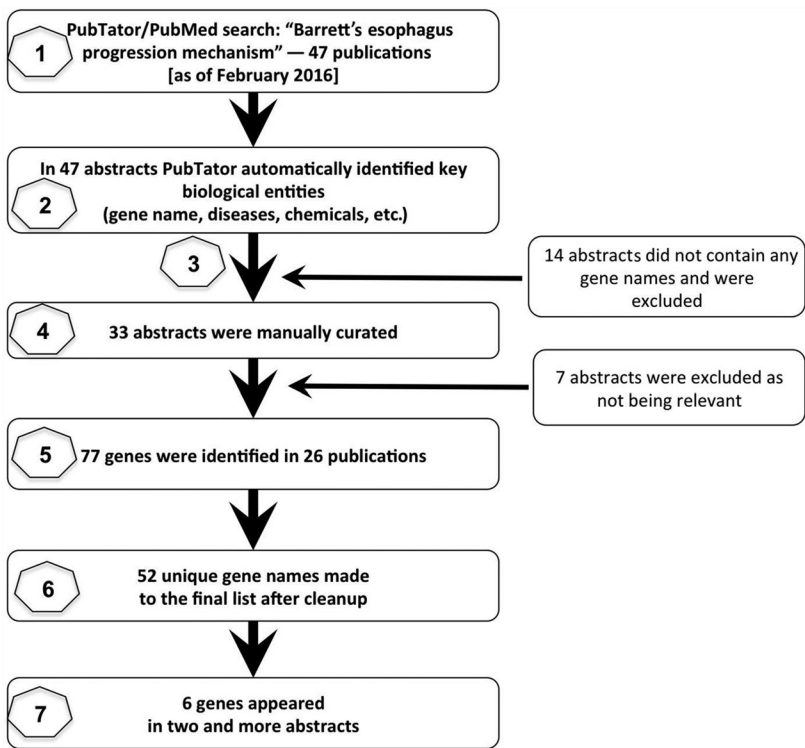 1
PubTator/PubMed search: “Barrett’s esophagus
progression mechanism” — 47 publications
[as of February 2016]
In 47 abstracts PubTator automatically identified key
biological entities
2
(gene name, diseases, chemicals, etc.)
3
14 abstracts did not contain any
gene names and were
excluded
4
33 abstracts were manually curated
7 abstracts were excluded as
not being relevant
5
77 genes were identified in 26 publications
6
52 unique gene names made
to the final list after cleanup
7
6 genes appeared
in two and more abstracts